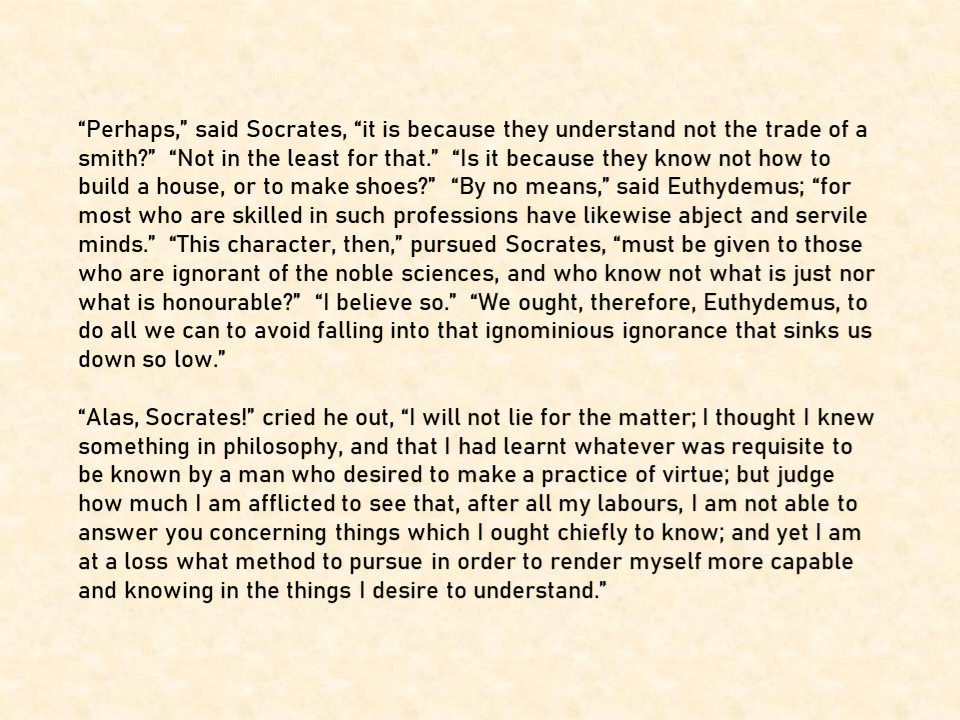 “Perhaps,” said Socrates, “it is because they understand not the trade of a
smith?”  “Not in the least for that.”  “Is it because they know not how to
build a house, or to make shoes?”  “By no means,” said Euthydemus; “for
most who are skilled in such professions have likewise abject and servile
minds.”  “This character, then,” pursued Socrates, “must be given to those
who are ignorant of the noble sciences, and who know not what is just nor
what is honourable?”  “I believe so.”  “We ought, therefore, Euthydemus, to
do all we can to avoid falling into that ignominious ignorance that sinks us
down so low.”
“Alas, Socrates!” cried he out, “I will not lie for the matter; I thought I knew
something in philosophy, and that I had learnt whatever was requisite to
be known by a man who desired to make a practice of virtue; but judge
how much I am afflicted to see that, after all my labours, I am not able to
answer you concerning things which I ought chiefly to know; and yet I am
at a loss what method to pursue in order to render myself more capable
and knowing in the things I desire to understand.”